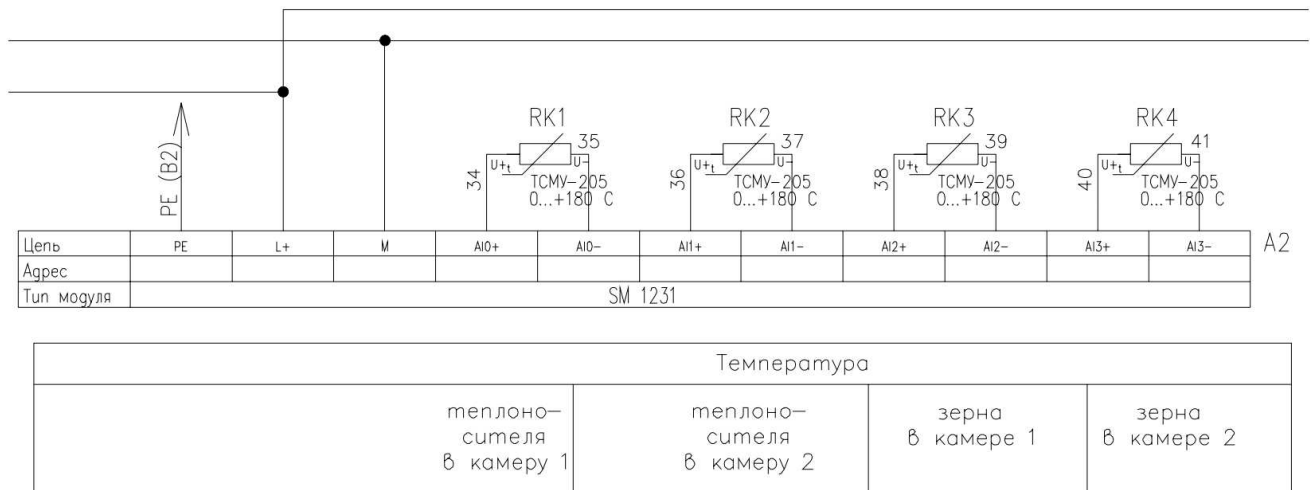 RK1
RK2
RK3
RK4
35
37
39
41
34
U+t
U-
36
U+t
U-
38
U+t
U-
40
U+t
U-
ТСМУ-205
0...+180 С
ТСМУ-205
0...+180 С
ТСМУ-205
0...+180 С
ТСМУ-205
0...+180 С
PE (B2)
Цепь PE L+ M AI0+ AI0- AI1+ AI1- AI2+ AI2- AI3+ AI3- A2
Адрес
Тип модуля SM 1231
Температура
теплоно-
сителя
в камеру 1
теплоно-
сителя
в камеру 2
зерна
в камере 1
зерна
в камере 2